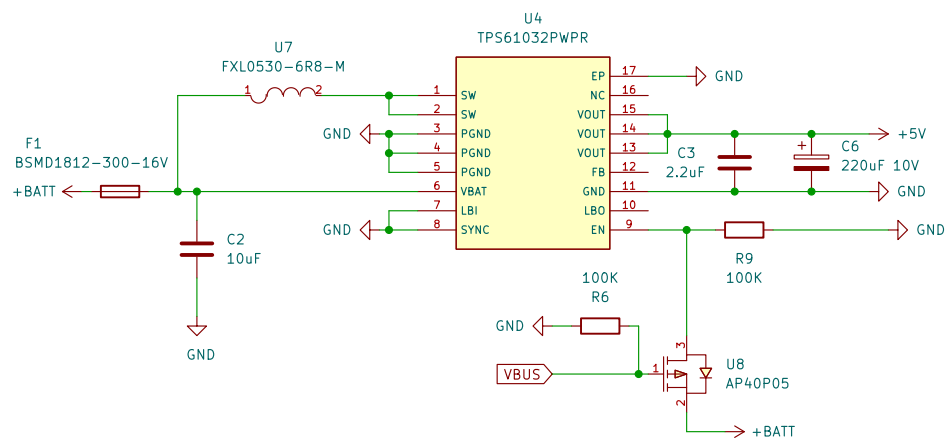 U4
TPS61032PWPR
U7
FXL0530-6R8-M
1
2
F1
BSMD1812-300-16V
+BATT
C2
10uF
GND
GND
GND
1
2
3
4
5
6
7
8
SW
SW
PGND
PGND
PGND
VBAT
LBI
SYNC
EP
NC
VOUT
VOUT
VOUT
FB
GND
LBO
EN
17
16
15
14
13
12
11
10
9
GND
+5V
C3
2.2uF
+
C6
220uF 10V
GND
R9
100K
GND
100K
R6
GND
VBUS
3
1
2
U8
AP40P05
+BATT